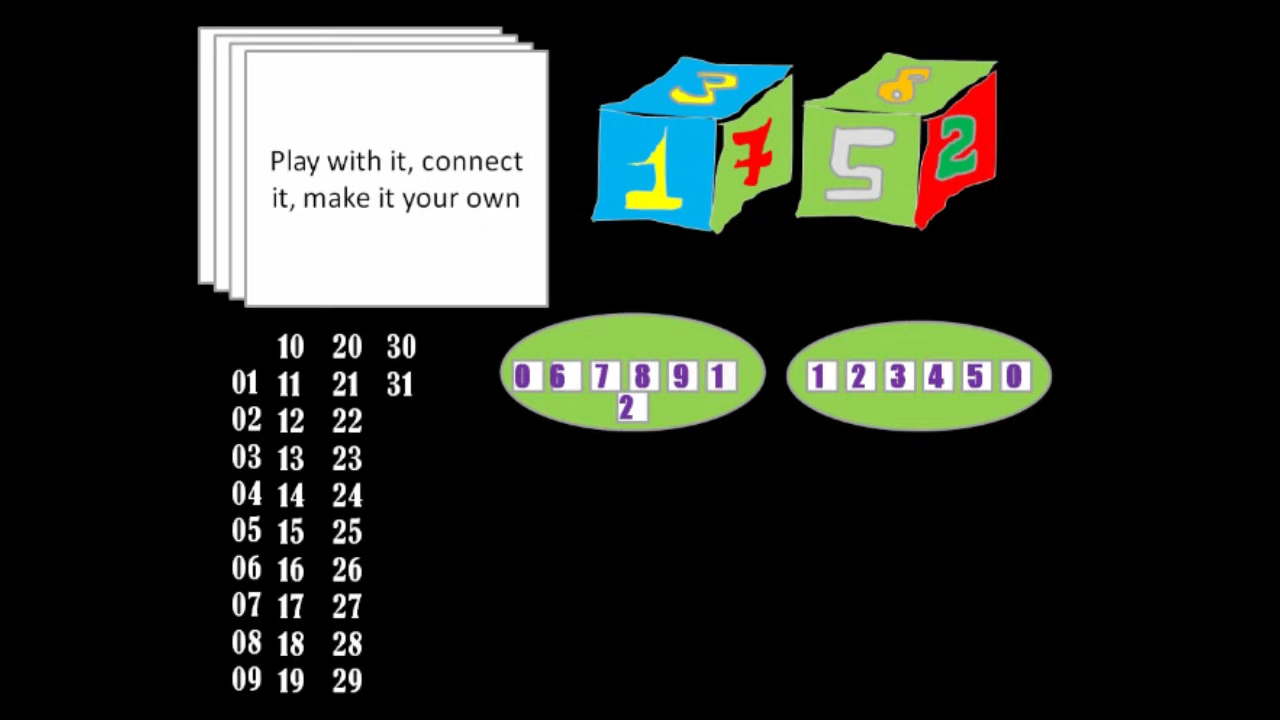 Play with it, connect
it, make it your own
3
1 7
6
5 2
10 20 30
01 11 21 31
02 12 22
03 13 23
04 14 24
05 15 25
06 16 26
07 17 27
08 18 28
09 19 29
0 6 7 8 9 1
2
1 2 3 4 5 0